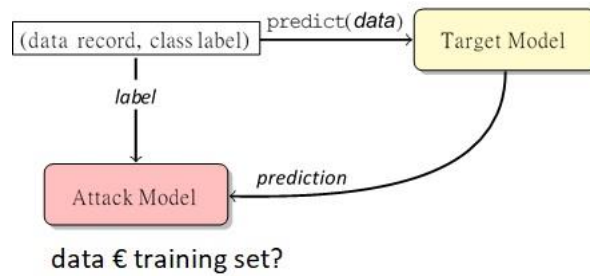 predict(data)
(data record, class label)
Target Model
label
prediction
Attack Model
data € training set?